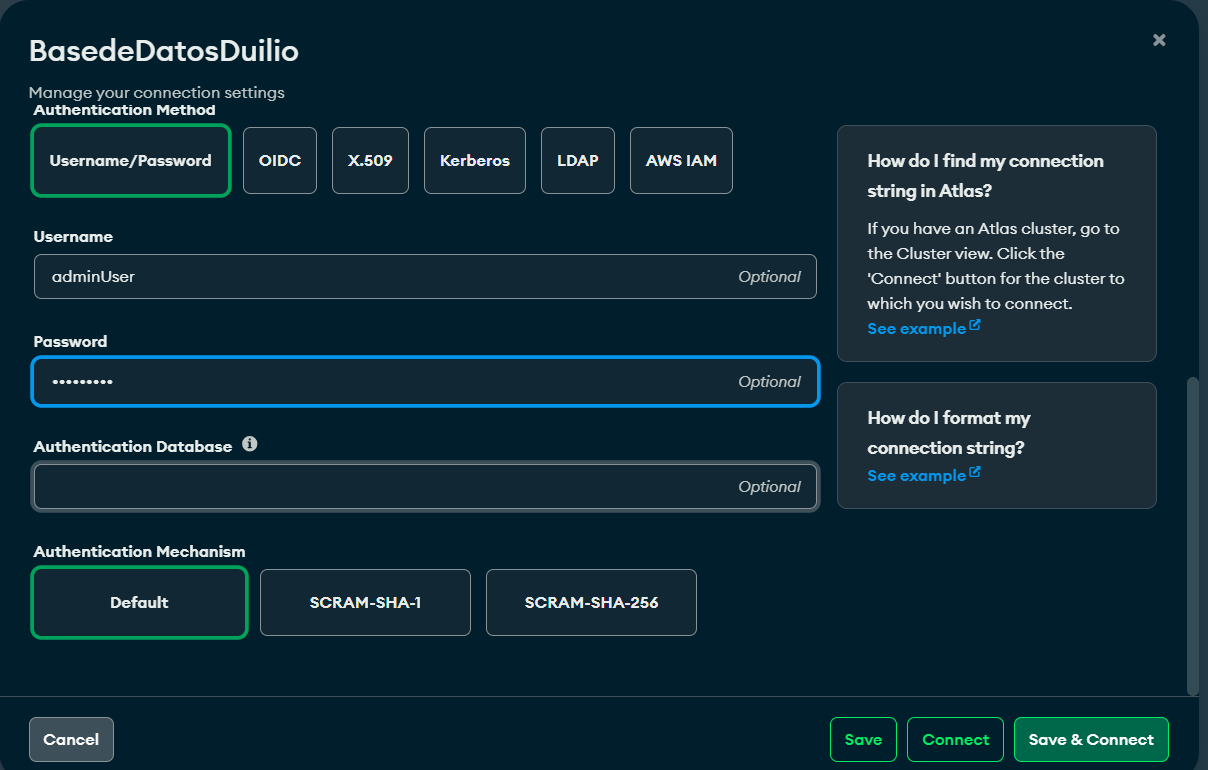 BasedeDatosDuilio
Manage your connection settings
Authentication Method
Username/Password
OIDC
X.509
Kerberos
LDAP
AWS IAM
Username
adminUser
Optional
Password
•••••••••
Optional
Authentication Database
Optional
Authentication Mechanism
Default
SCRAM-SHA-1
SCRAM-SHA-256
How do I find my connection
string in Atlas?
If you have an Atlas cluster, go to
the Cluster view. Click the
'Connect' button for the cluster to
which you wish to connect.
See example
How do I format my
connection string?
See example
Cancel
Save
Connect
Save & Connect